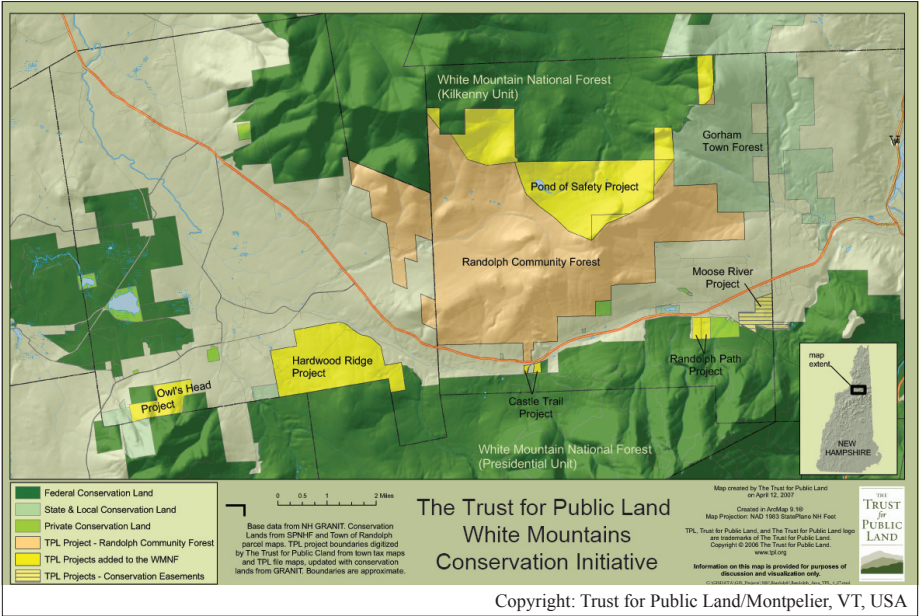 White Mountain National Forest
(Kilkenny Unit)
Gorham
Town Forest
Pond of Safety Project
Randolph Community Forest
Moose River
Project
Hardwood Ridge
Project
Randolph Path
Project
Owl's Head
Project
Castle Trail
Project
White Mountain National Forest
(Presidential Unit)
map
extent
NEW
HAMPSHIRE
Federal Conservation Land
State & Local Conservation Land
Private Conservation Land
TPL Project - Randolph Community Forest
TPL Projects added to the WMNF
TPL Projects - Conservation Easements
0 0.5 1 2 Miles
Base data from NH GRANIT. Conservation
Lands from SPNHF and Town of Randolph
parcel maps. TPL project boundaries digitized
by The Trust for Public Cland from town tax maps
and TPL file maps, updated with conservation
lands from GRANIT. Boundaries are approximate.
The Trust for Public Land
White Mountains
Conservation Initiative
Map created by The Trust for Public Land
on April 12, 2007
Created in ArcMap 9.1®
Map Projection: NAD 1983 StatePlane NH Feet
TPL, Trust for Public Land, and The Trust for Public Land logo
are trademarks of The Trust for Public Land.
Copyright © 2006 The Trust for Public Land.
www.tpl.org
Information on this map is provided for purposes of
discussion and visualization only.
THE
TRUST
for
PUBLIC
LAND
Copyright: Trust for Public Land/Montpelier, VT, USA